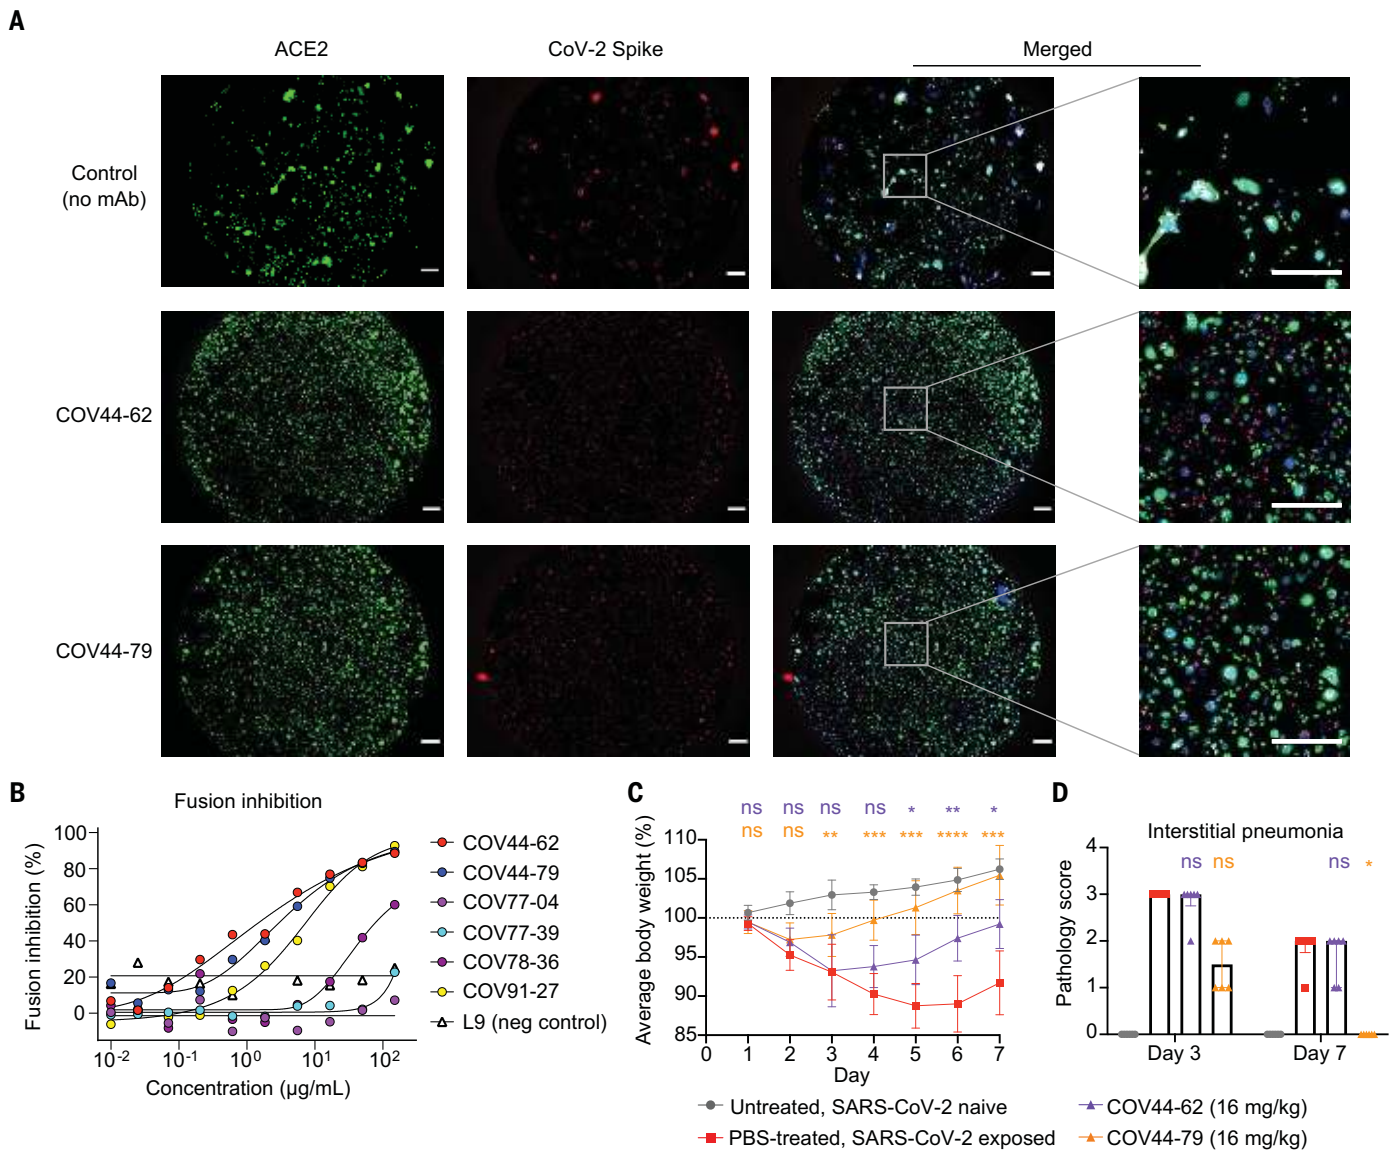 A
ACE2
CoV-2 Spike
Merged
Control
(no mAb)
COV44-62
COV44-79
B
Fusion inhibition
Fusion inhibition (%)
100
80
60
40
20
0
10-2
10-1
100
101
102
Concentration (µg/mL)
COV44-62
COV44-79
COV77-04
COV77-39
COV78-36
COV91-27
L9 (neg control)
C
ns ns ns ns * ** *
ns ns ** *** *** **** ***
Average body weight (%)
110
105
100
95
90
85
0 1 2 3 4 5 6 7
Day
D
Interstitial pneumonia
ns ns ns *
Pathology score
4
3
2
1
0
Day 3 Day 7
Untreated, SARS-CoV-2 naive
PBS-treated, SARS-CoV-2 exposed
COV44-62 (16 mg/kg)
COV44-79 (16 mg/kg)